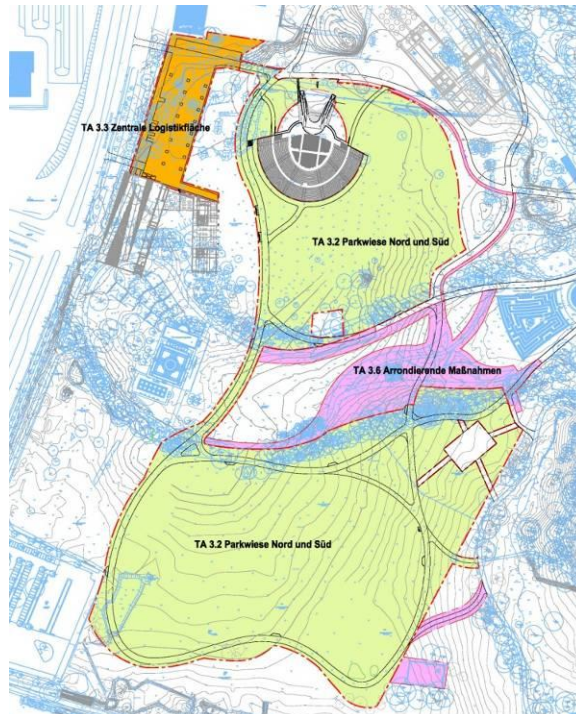 TA 3.3 Zentrale Logistikfläche
TA 3.2 Parkwiese Nord und Süd
TA 3.6 Arrondierende Maßnahmen
TA 3.2 Parkwiese Nord und Süd